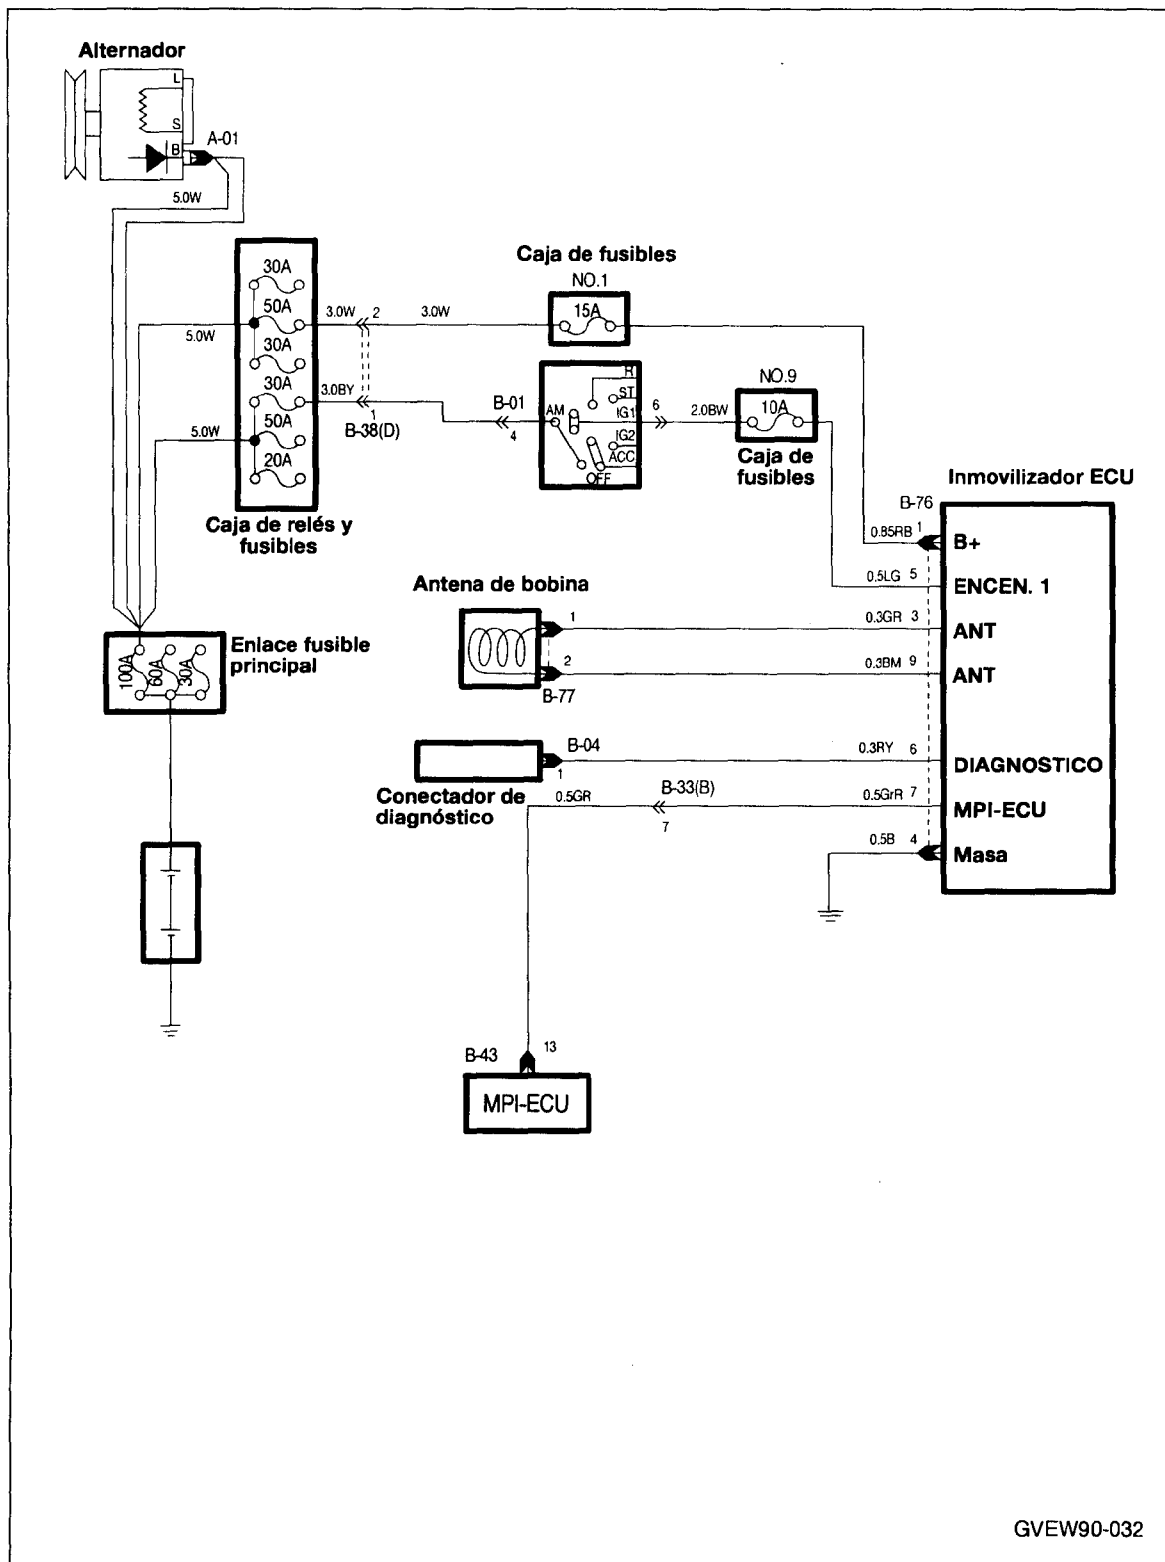 Alternador
L
S
B
A-01
5.0W
30A
50A
30A
30A
50A
20A
5.0W
5.0W
3.0W
2
3.0W
3.0BY
1
B-38(D)
Caja de relés y
fusibles
Caja de fusibles
NO.1
15A
B-01
4
AM
R
ST
IG1
IG2
ACC
OFF
6
2.0BW
NO.9
10A
Caja de
fusibles
Inmovilizador ECU
B-76
0.85RB 1
B+
0.5LG 5
ENCEN. 1
0.3GR 3
ANT
0.3BM 9
ANT
0.3RY 6
DIAGNOSTICO
0.5GrR 7
MPI-ECU
0.5B 4
Masa
Antena de bobina
1
2
B-77
B-04
1
Conectador de
diagnóstico
0.5GR
B-33(B)
7
Enlace fusible
principal
100A
60A
30A
B-43
13
MPI-ECU
GVEW90-032